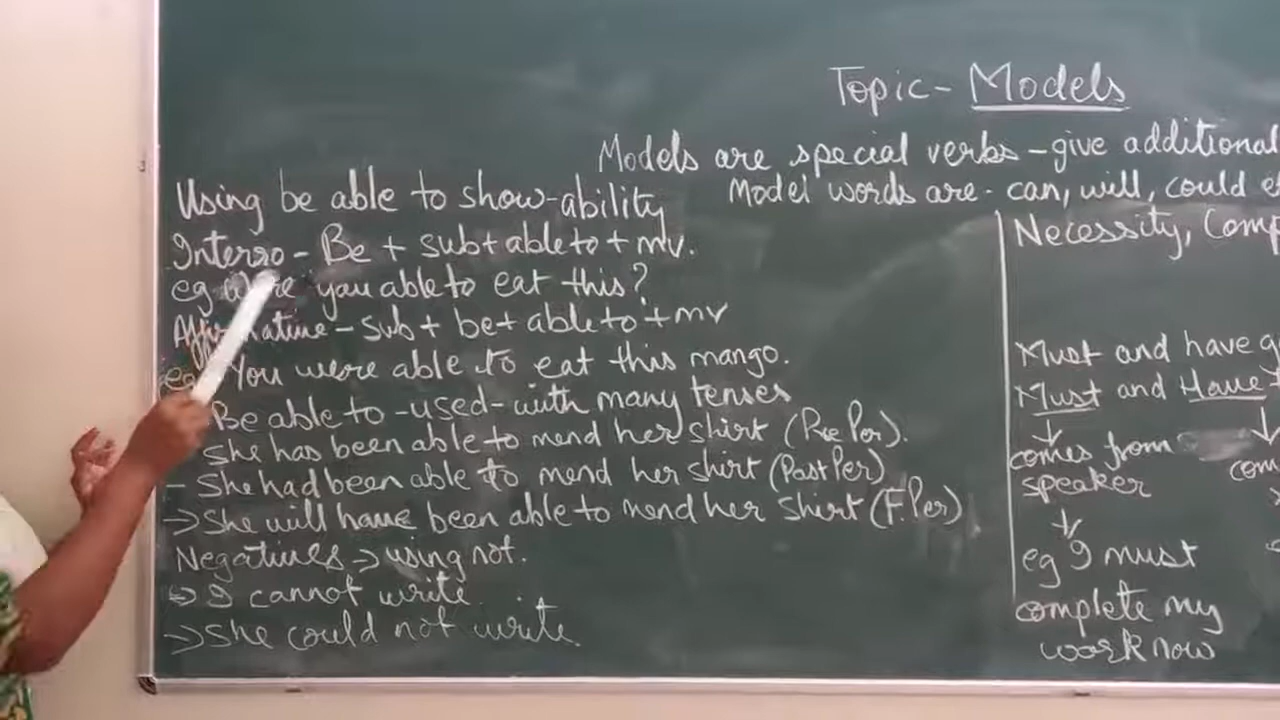 Topic - Models
Models are special verbs - give additional
Model words are - can, will, could
Using be able to show-ability
Interro - Be + sub + able to + mv.
eg Were you able to eat this?
Affirmative - sub + be + able to + mv
eg You were able to eat this mango.
Be able to - used - with many tenses
She has been able to mend her shirt (Pre Per).
- She had been able to mend her shirt (Past Per)
→ She will have been able to mend her shirt (F. Per)
Negatives → using not.
→ I cannot write
→ She could not write.
Necessity,
Must and have
Must and Have
↓
comes from
speaker
↓
eg I must
complete my
work now